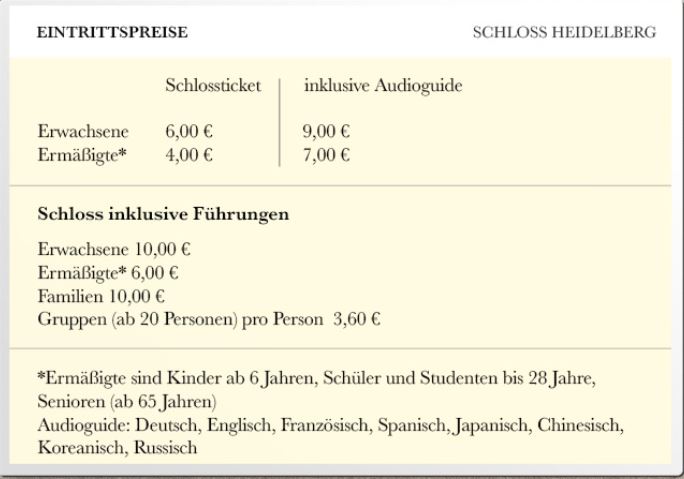 EINTRITTSPREISE SCHLOSS HEIDELBERG
Schlossticket inklusive Audioguide
Erwachsene 6,00 € 9,00 €
Ermäßigte* 4,00 € 7,00 €
Schloss inklusive Führungen
Erwachsene 10,00 €
Ermäßigte* 6,00 €
Familien 10,00 €
Gruppen (ab 20 Personen) pro Person 3,60 €
*Ermäßigte sind Kinder ab 6 Jahren, Schüler und Studenten bis 28 Jahre,
Senioren (ab 65 Jahren)
Audioguide: Deutsch, Englisch, Französisch, Spanisch, Japanisch, Chinesisch,
Koreanisch, Russisch